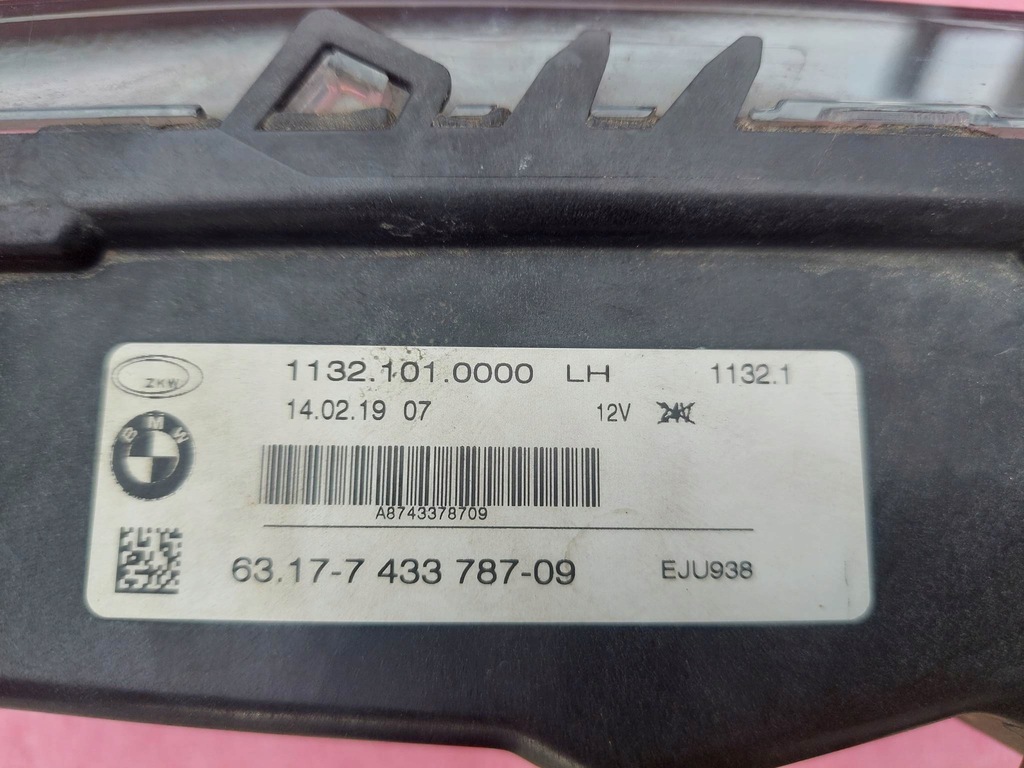 ZKW
1132.101.0000 LH 1132.1
14.02.19 07 12V 24V
BMW
A8743378709
63.17-7 433 787-09 EJU938